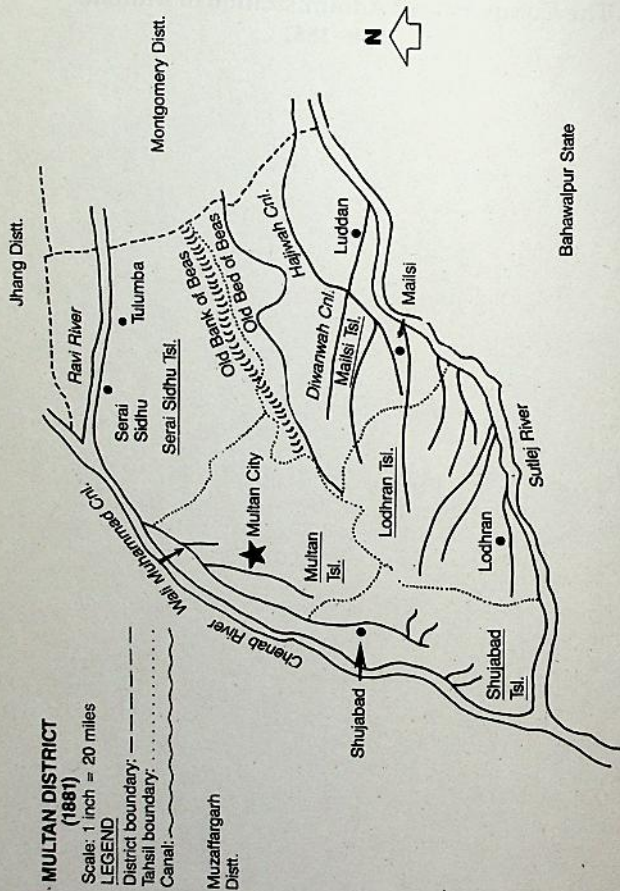 MULTAN DISTRICT
(1881)
Scale: 1 inch = 20 miles
LEGEND
District boundary:
Tahsil boundary:
Canal:
Muzaffargarh
Distt.
Jhang Distt.
Montgomery Distt.
N
Bahawalpur State
Ravi River
Tulumba
Serai
Sidhu
Serai Sidhu Tsl.
Wali Muhammad Cnl.
Chenab River
Multan City
Multan
Tsl.
Old Bank of Beas
Old Bed of Beas
Hajiwah Cnl.
Luddan
Diwanwah Cnl.
Mailsi Tsl.
Mailsi
Lodhran Tsl.
Lodhran
Sutlej River
Shujabad
Shujabad
Tsl.